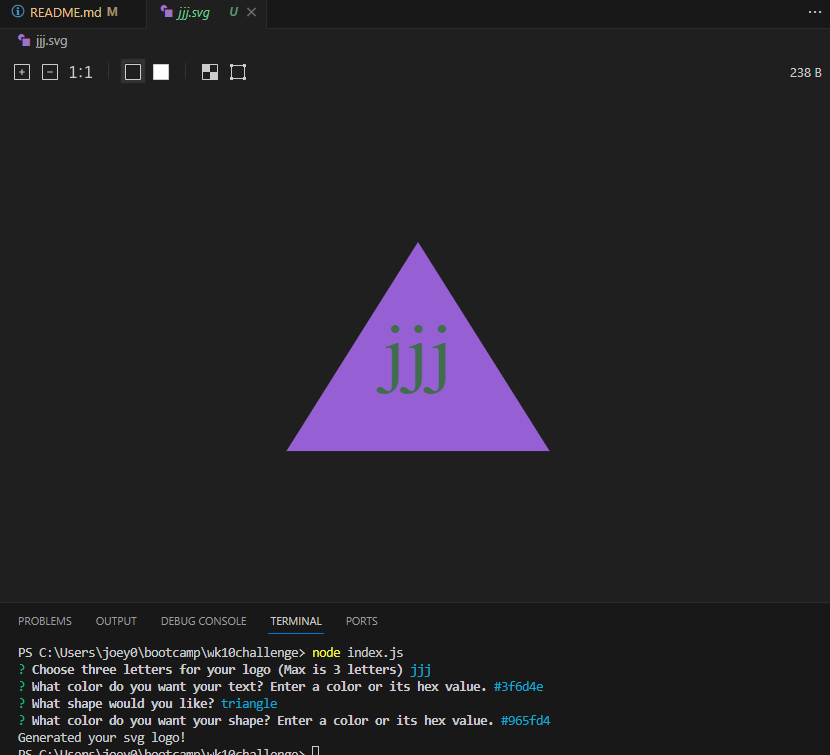 README.md M jjj.svg U
jjj.svg
1:1 238 B
jjj
PROBLEMS OUTPUT DEBUG CONSOLE TERMINAL PORTS
PS C:\Users\joey0\bootcamp\wk10challenge> node index.js
? Choose three letters for your logo (Max is 3 letters) jjj
? What color do you want your text? Enter a color or its hex value. #3f6d4e
? What shape would you like? triangle
? What color do you want your shape? Enter a color or its hex value. #965fd4
Generated your svg logo!
PS C:\Users\joey0\bootcamp\wk10challenge>